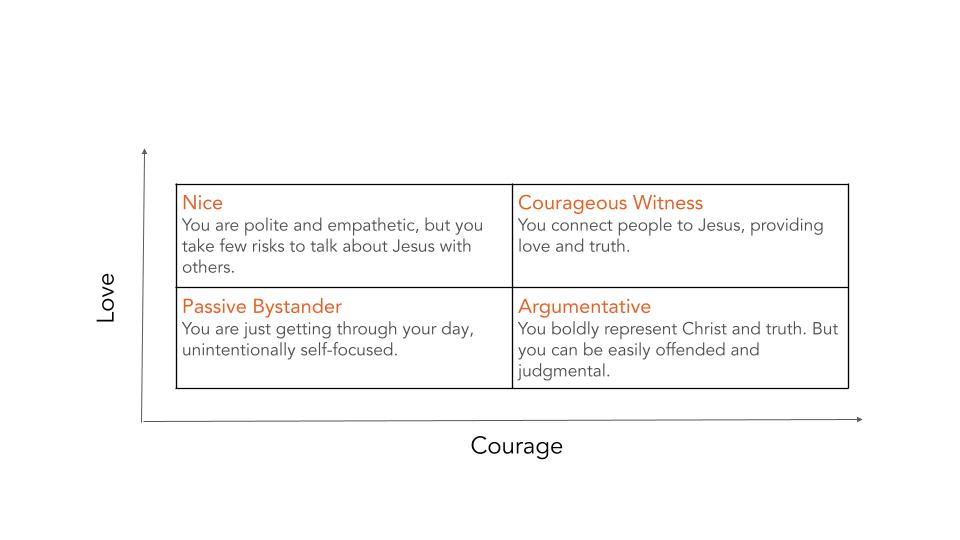 Nice
You are polite and empathetic, but you
take few risks to talk about Jesus with
others.
Courageous Witness
You connect people to Jesus, providing
love and truth.
Passive Bystander
You are just getting through your day,
unintentionally self-focused.
Argumentative
You boldly represent Christ and truth. But
you can be easily offended and
judgmental.
Love
Courage